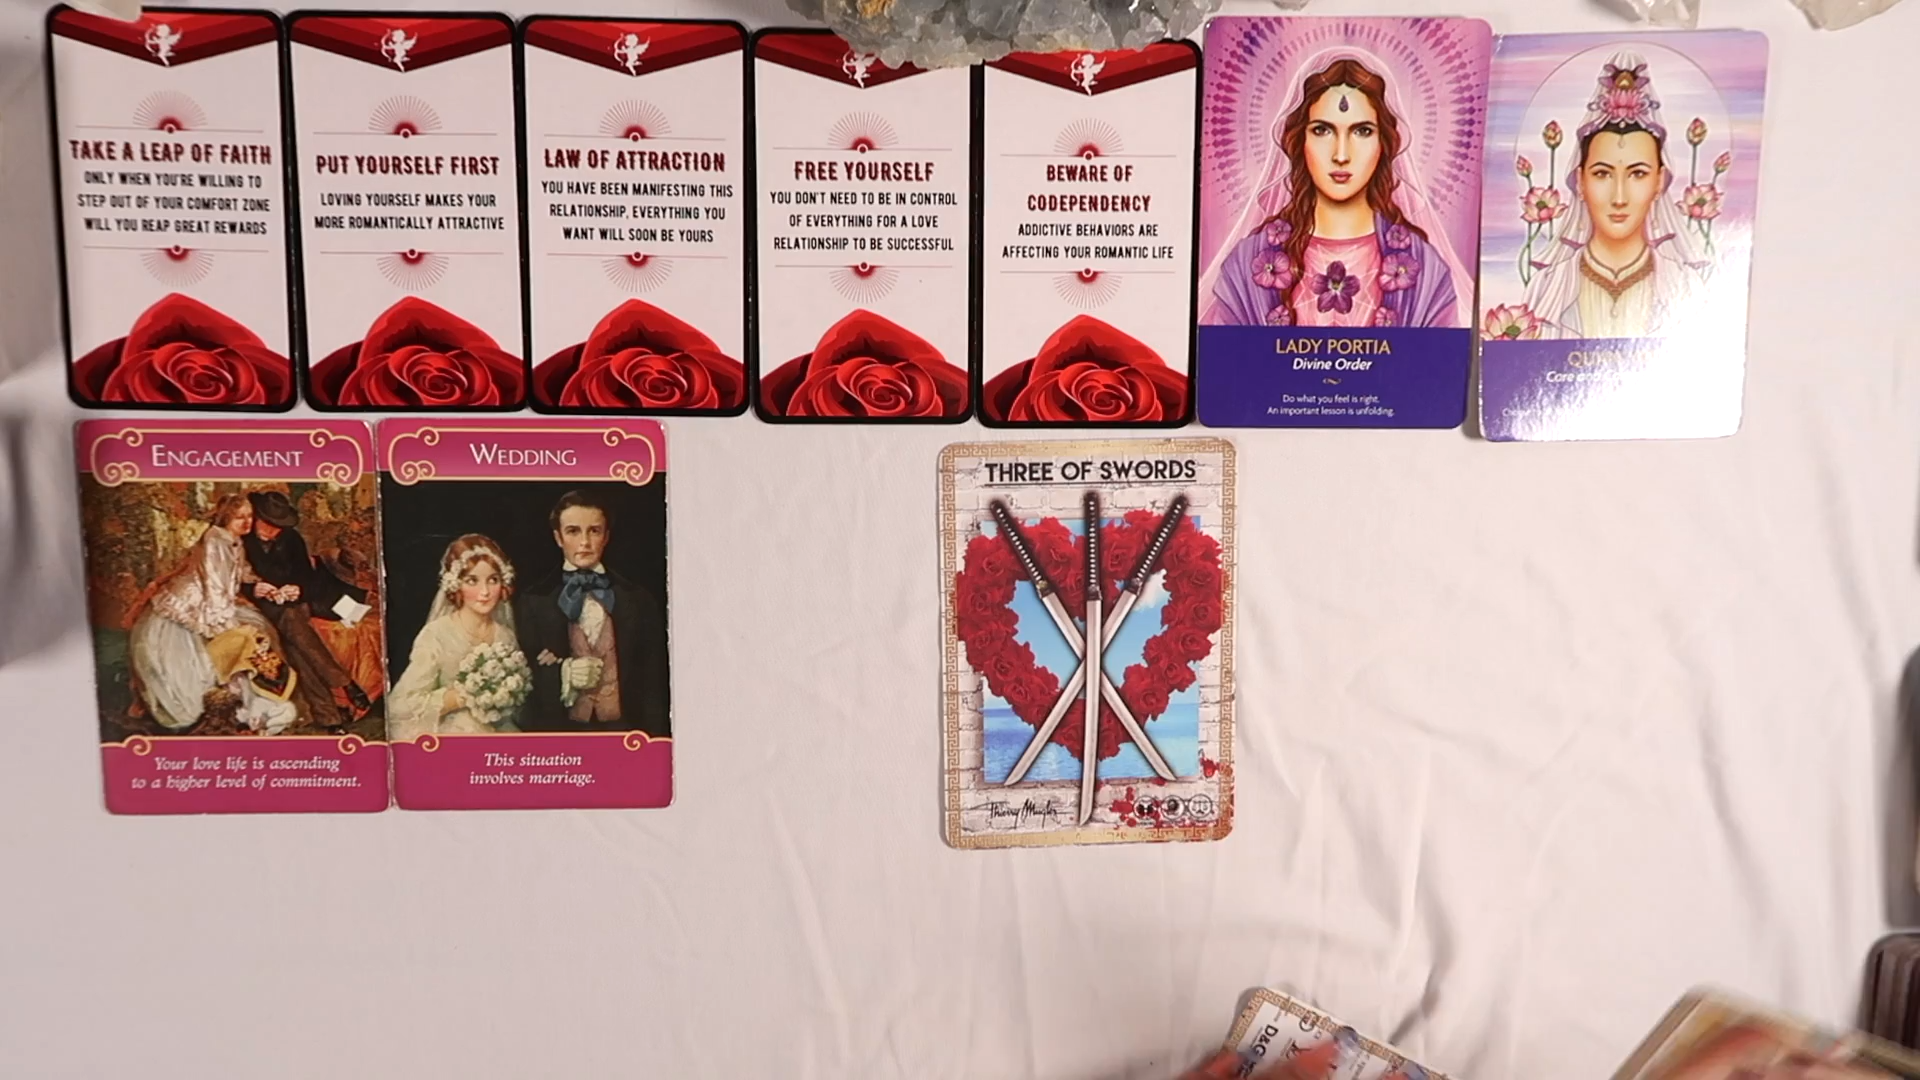 TAKE A LEAP OF FAITH
ONLY WHEN YOU'RE WILLING TO
STEP OUT OF YOUR COMFORT ZONE
WILL YOU REAP GREAT REWARDS
PUT YOURSELF FIRST
LOVING YOURSELF MAKES YOUR
MORE ROMANTICALLY ATTRACTIVE
LAW OF ATTRACTION
YOU HAVE BEEN MANIFESTING THIS
RELATIONSHIP, EVERYTHING YOU
WANT WILL SOON BE YOURS
FREE YOURSELF
YOU DON'T NEED TO BE IN CONTROL
OF EVERYTHING FOR A LOVE
RELATIONSHIP TO BE SUCCESSFUL
BEWARE OF
CODEPENDENCY
ADDICTIVE BEHAVIORS ARE
AFFECTING YOUR ROMANTIC LIFE
LADY PORTIA
Divine Order
Do what you feel is right.
An important lesson is unfolding.
Care
ENGAGEMENT
Your love life is ascending
to a higher level of commitment.
WEDDING
This situation
involves marriage.
THREE OF SWORDS
Thierry Mugler
D&G